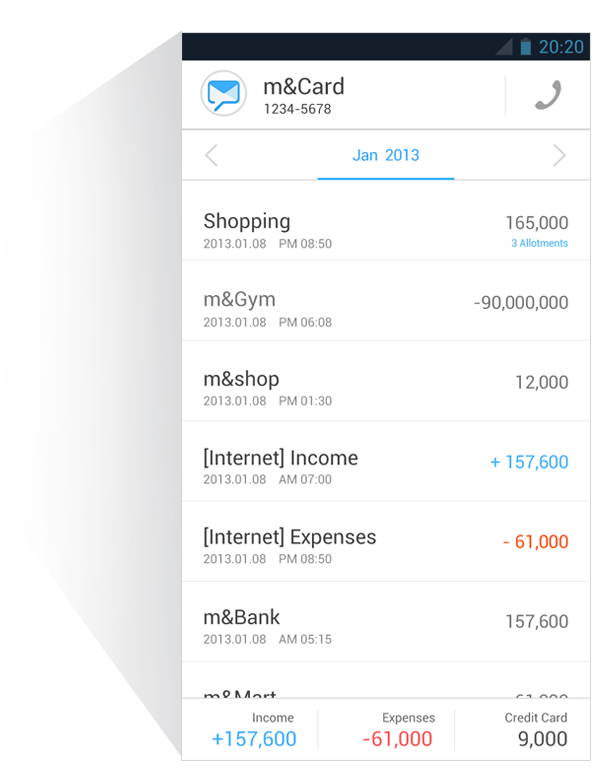 20:20
m&Card
1234-5678
Jan 2013
Shopping 165,000
2013.01.08 PM 08:50 3 Allotments
m&Gym -90,000,000
2013.01.08 PM 06:08
m&shop 12,000
2013.01.08 PM 01:30
[Internet] Income + 157,600
2013.01.08 AM 07:00
[Internet] Expenses - 61,000
2013.01.08 PM 08:50
m&Bank 157,600
2013.01.08 AM 05:15
m&Mart 61,000
Income Expenses Credit Card
+157,600 -61,000 9,000